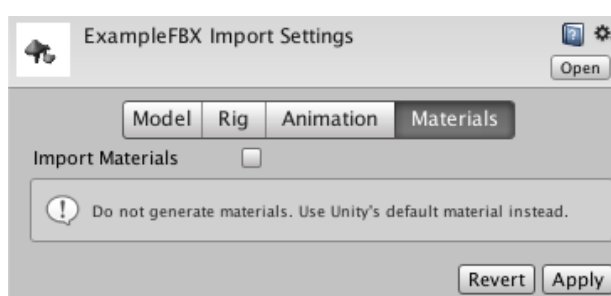 ExampleFBX Import Settings
Open
Model Rig Animation Materials
Import Materials
Do not generate materials. Use Unity's default material instead.
Revert Apply